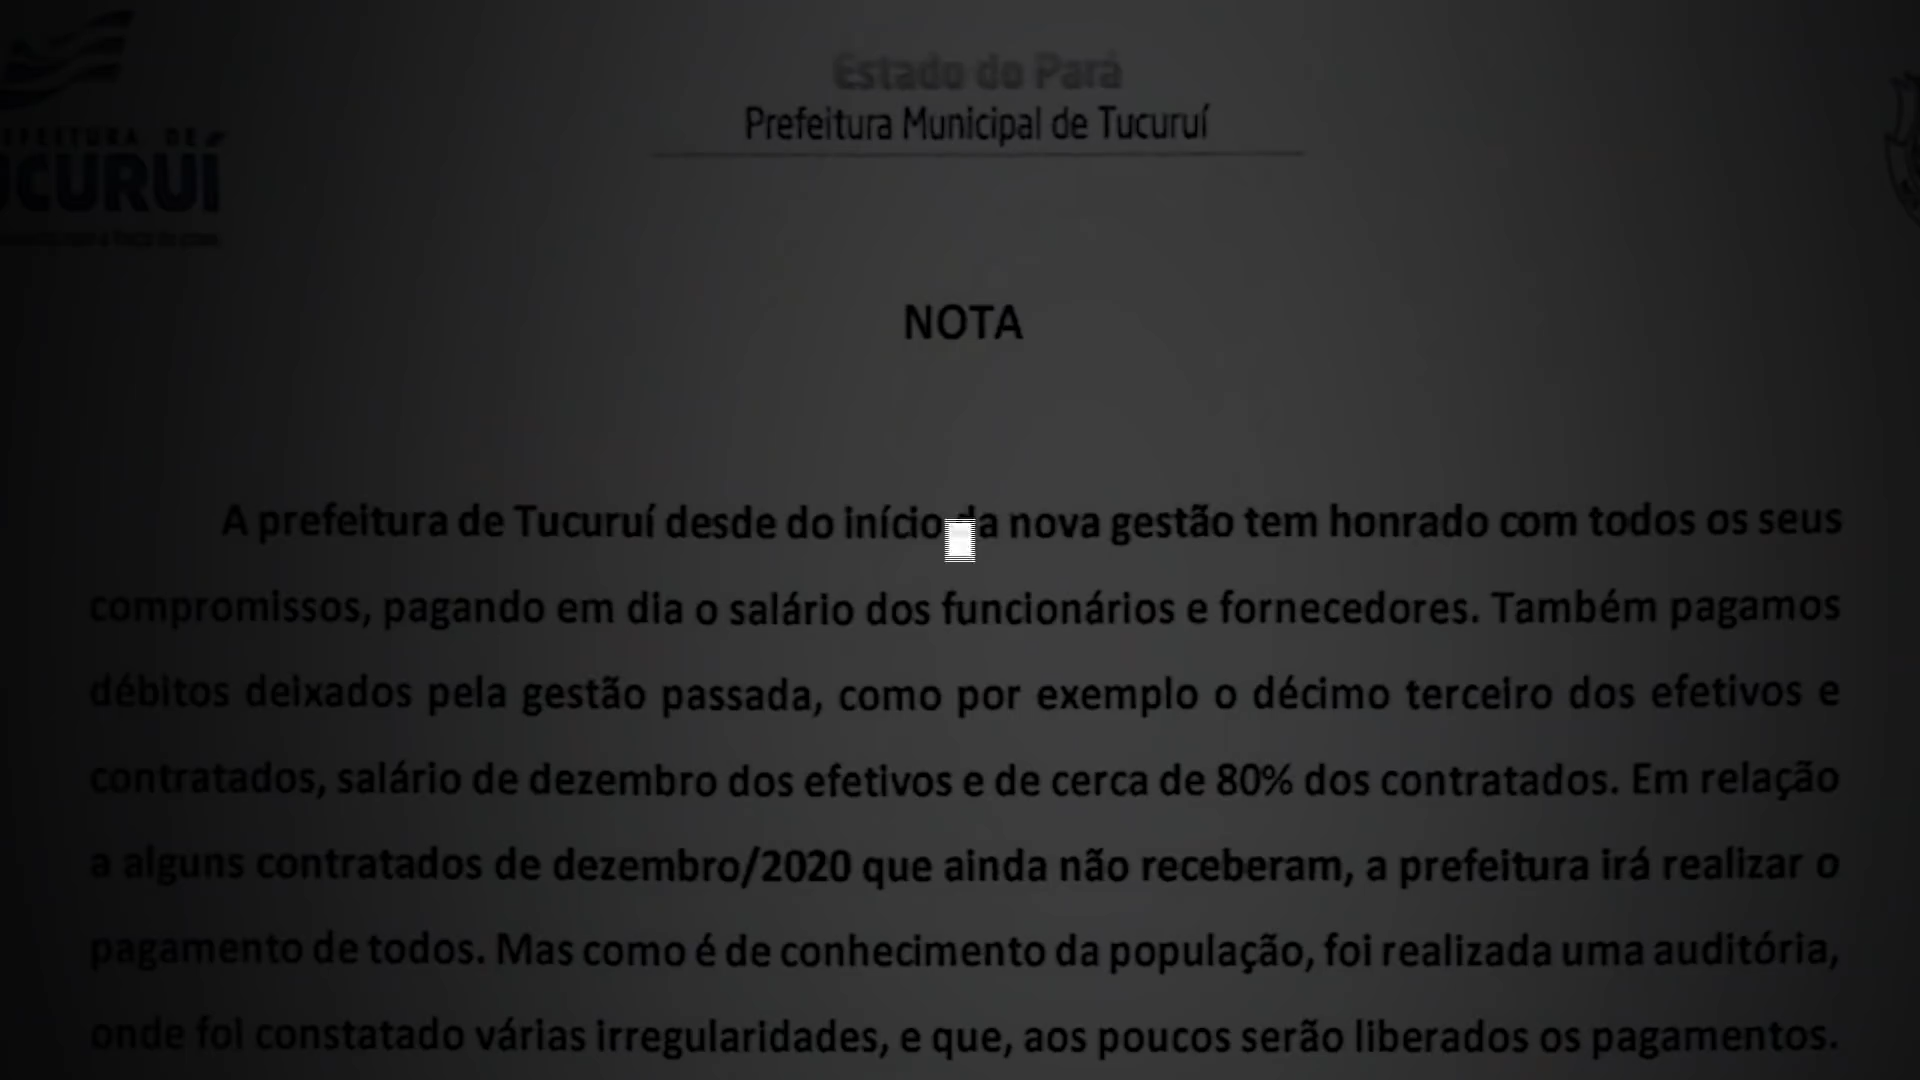 Estado do Pará
Prefeitura Municipal de Tucuruí
EFEITURA DE
UCURUÍ
NOTA
A prefeitura de Tucuruí desde do início da nova gestão tem honrado com todos os seus
compromissos, pagando em dia o salário dos funcionários e fornecedores. Também pagamos
débitos deixados pela gestão passada, como por exemplo o décimo terceiro dos efetivos e
contratados, salário de dezembro dos efetivos e de cerca de 80% dos contratados. Em relação
a alguns contratados de dezembro/2020 que ainda não receberam, a prefeitura irá realizar o
pagamento de todos. Mas como é de conhecimento da população, foi realizada uma auditória,
onde foi constatado várias irregularidades, e que, aos poucos serão liberados os pagamentos.